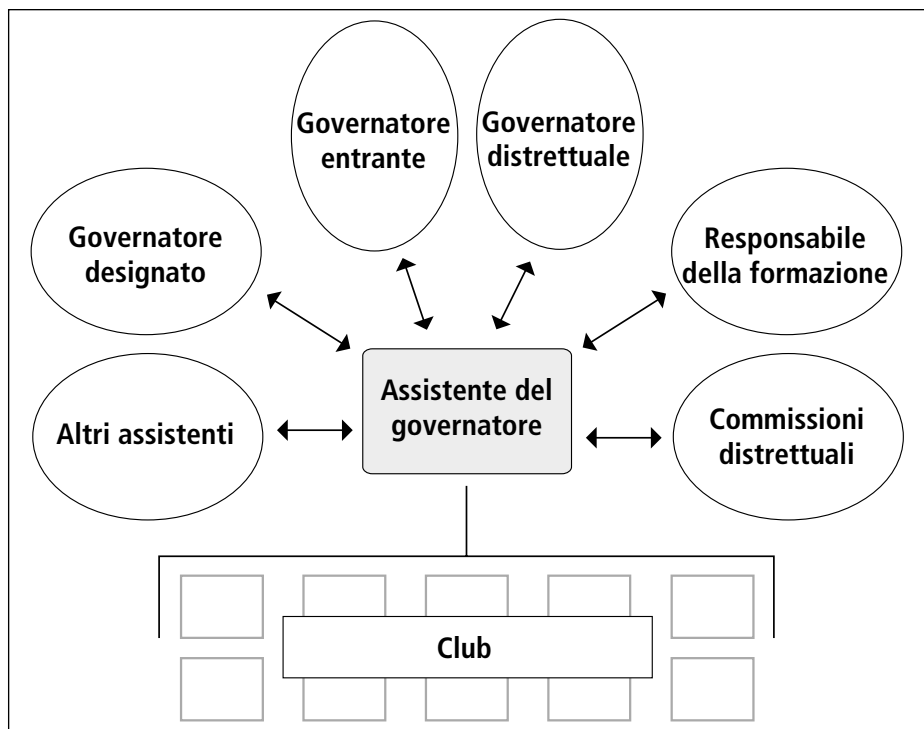 Governatore
entrante
Governatore
distrettuale
Governatore
designato
Responsabile
della formazione
Assistente del
governatore
Altri assistenti
Commissioni
distrettuali
Club